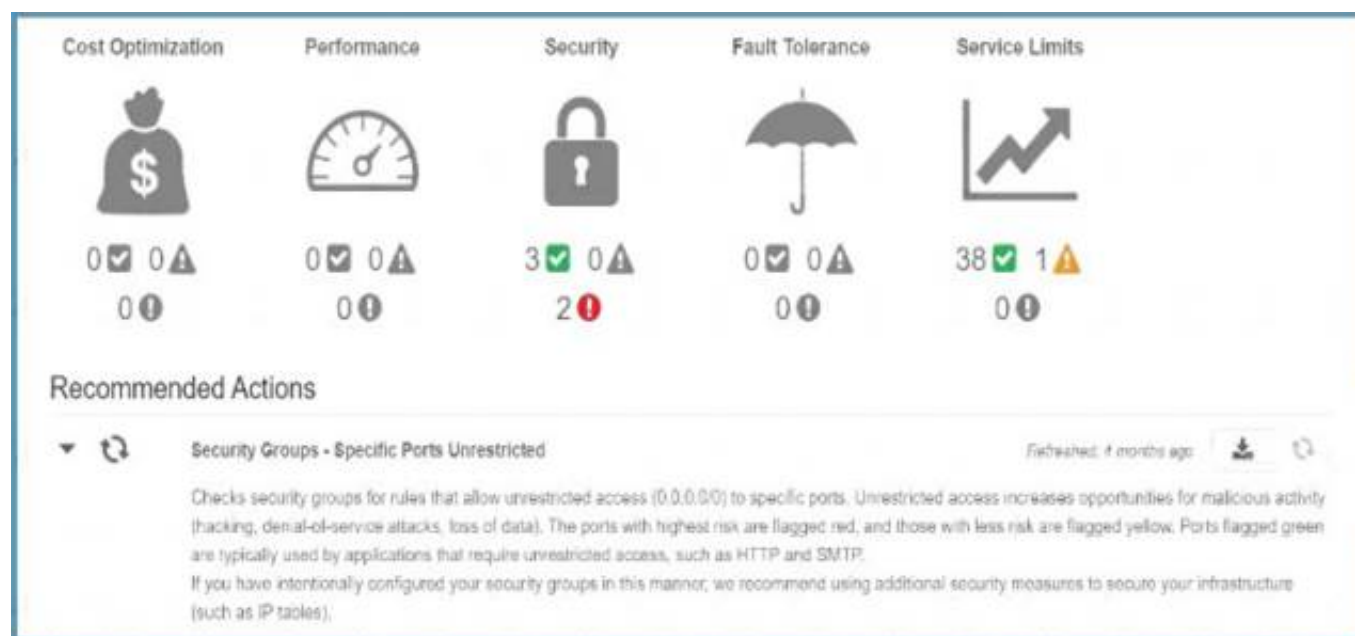 Cost Optimization Performance Security Fault Tolerance Service Limits
$
0 0 0 0 3 0 0 0 38 1
0 0 2 0 0
Recommended Actions
Security Groups - Specific Ports Unrestricted Refreshed: 4 months ago
Checks security groups for rules that allow unrestricted access (0.0.0.0/0) to specific ports. Unrestricted access increases opportunities for malicious activity
(hacking, denial-of-service attacks, loss of data). The ports with highest risk are flagged red, and those with less risk are flagged yellow. Ports flagged green
are typically used by applications that require unrestricted access, such as HTTP and SMTP.
If you have intentionally configured your security groups in this manner, we recommend using additional security measures to secure your infrastructure
(such as IP tables).